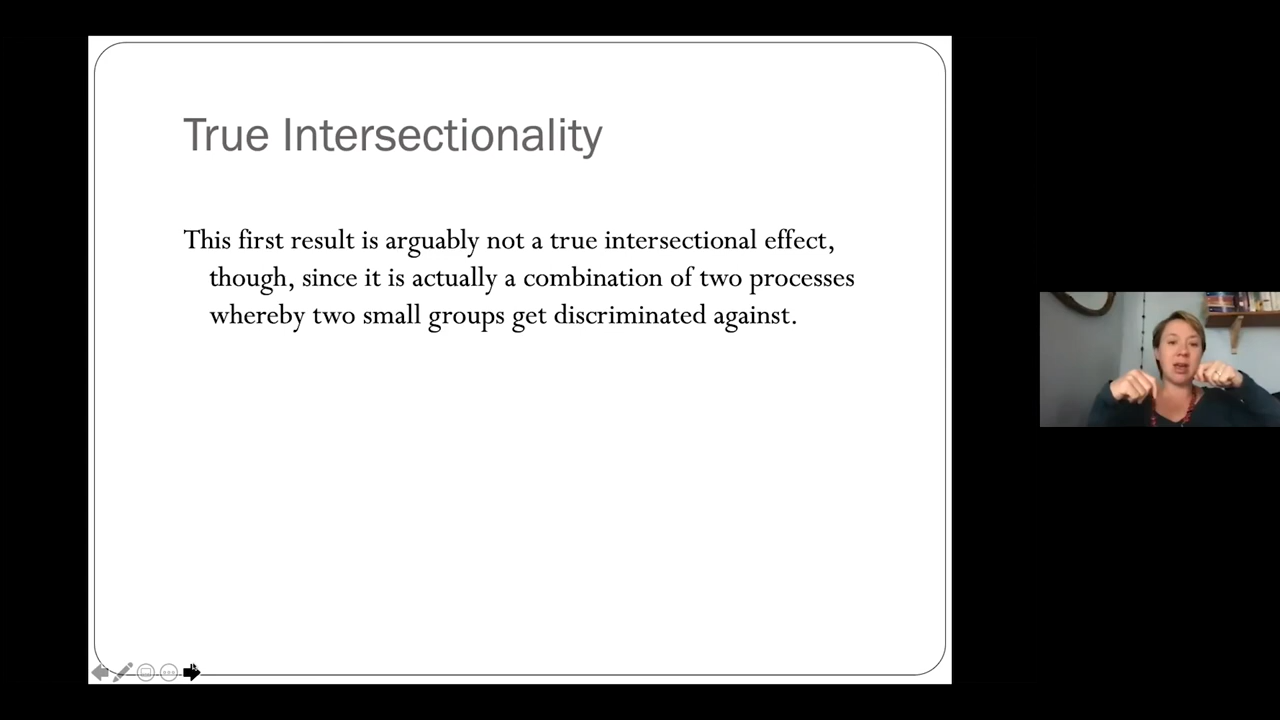 True Intersectionality
This first result is arguably not a true intersectional effect,
though, since it is actually a combination of two processes
whereby two small groups get discriminated against.